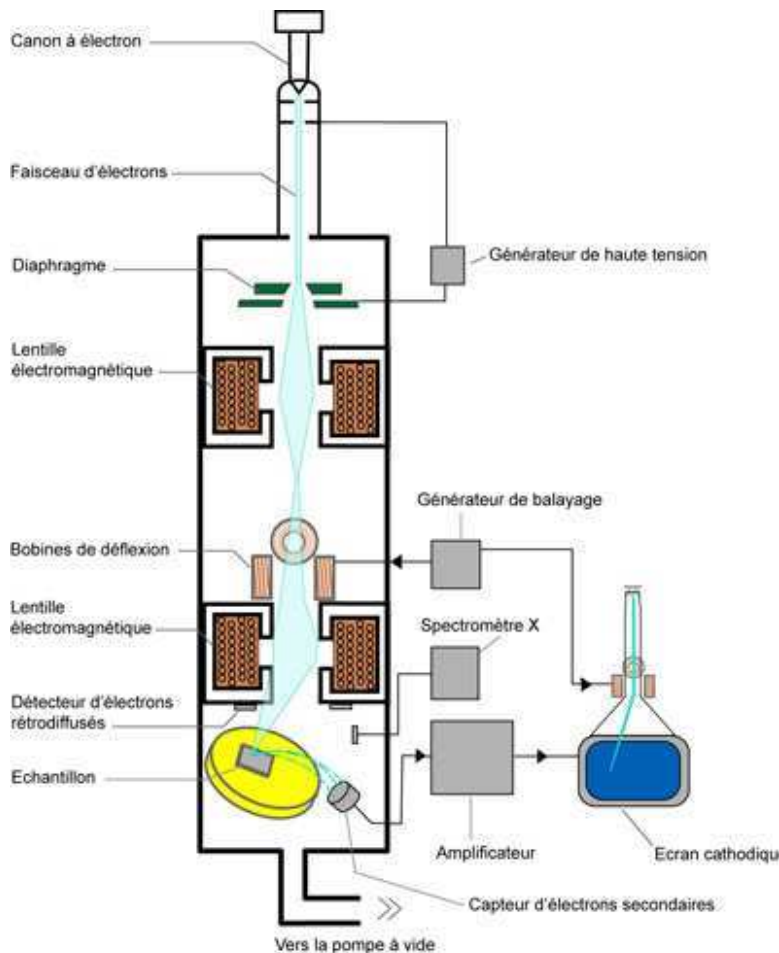 Canon à électron
Faisceau d'électrons
Générateur de haute tension
Diaphragme
Lentille
électromagnétique
Générateur de balayage
Bobines de déflexion
Lentille
électromagnétique
Spectromètre X
Détecteur d'électrons
rétrodiffusés
Echantillon
Amplificateur
Ecran cathodiqu
Capteur d'électrons secondaires
Vers la pompe à vide